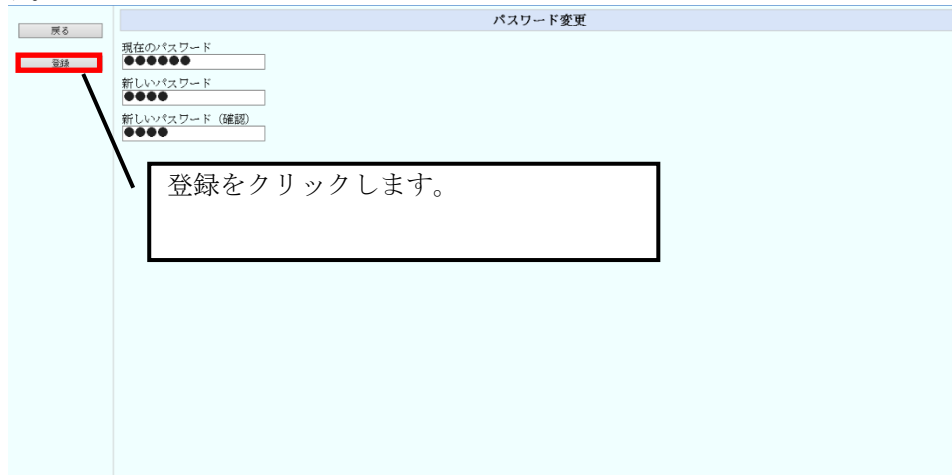 戻る
登録
パスワード変更
現在のパスワード
●●●●●●
新しいパスワード
●●●●
新しいパスワード（確認）
●●●●
登録をクリックします。